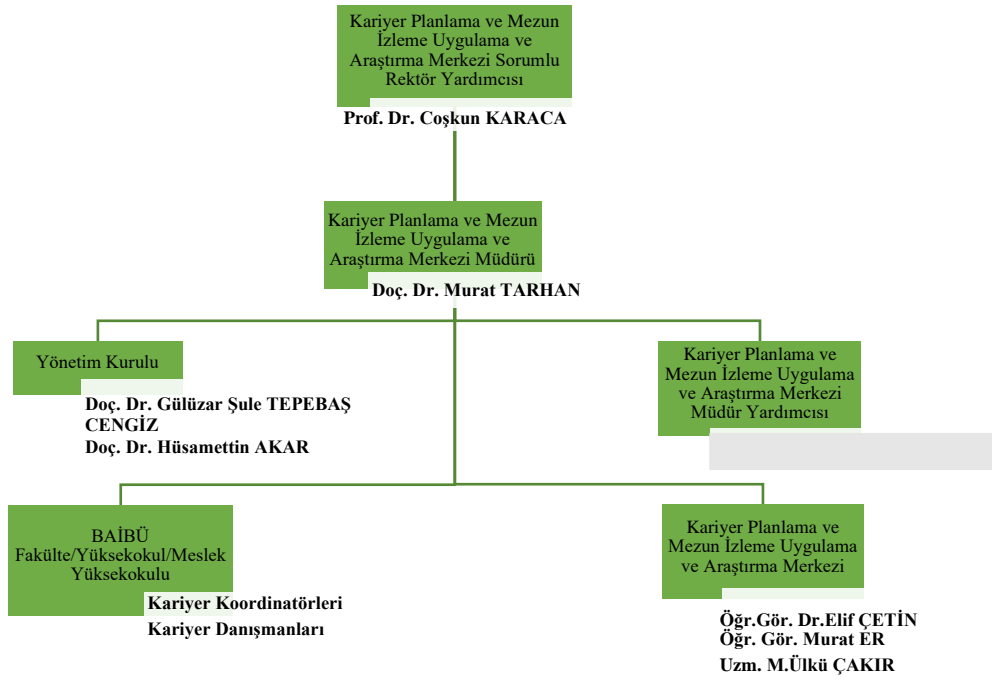 Kariyer Planlama ve Mezun
İzleme Uygulama ve
Araştırma Merkezi Sorumlu
Rektör Yardımcısı
Prof. Dr. Coşkun KARACA
Kariyer Planlama ve Mezun
İzleme Uygulama ve
Araştırma Merkezi Müdürü
Doç. Dr. Murat TARHAN
Yönetim Kurulu
Doç. Dr. Gülüzar Şule TEPEBAŞ
CENGİZ
Doç. Dr. Hüsamettin AKAR
Kariyer Planlama ve
Mezun İzleme Uygulama
ve Araştırma Merkezi
Müdür Yardımcısı
BAİBÜ
Fakülte/Yüksekokul/Meslek
Yüksekokulu
Kariyer Koordinatörleri
Kariyer Danışmanları
Kariyer Planlama ve
Mezun İzleme Uygulama
ve Araştırma Merkezi
Öğr.Gör. Dr.Elif ÇETİN
Öğr. Gör. Murat ER
Uzm. M.Ülkü ÇAKIR